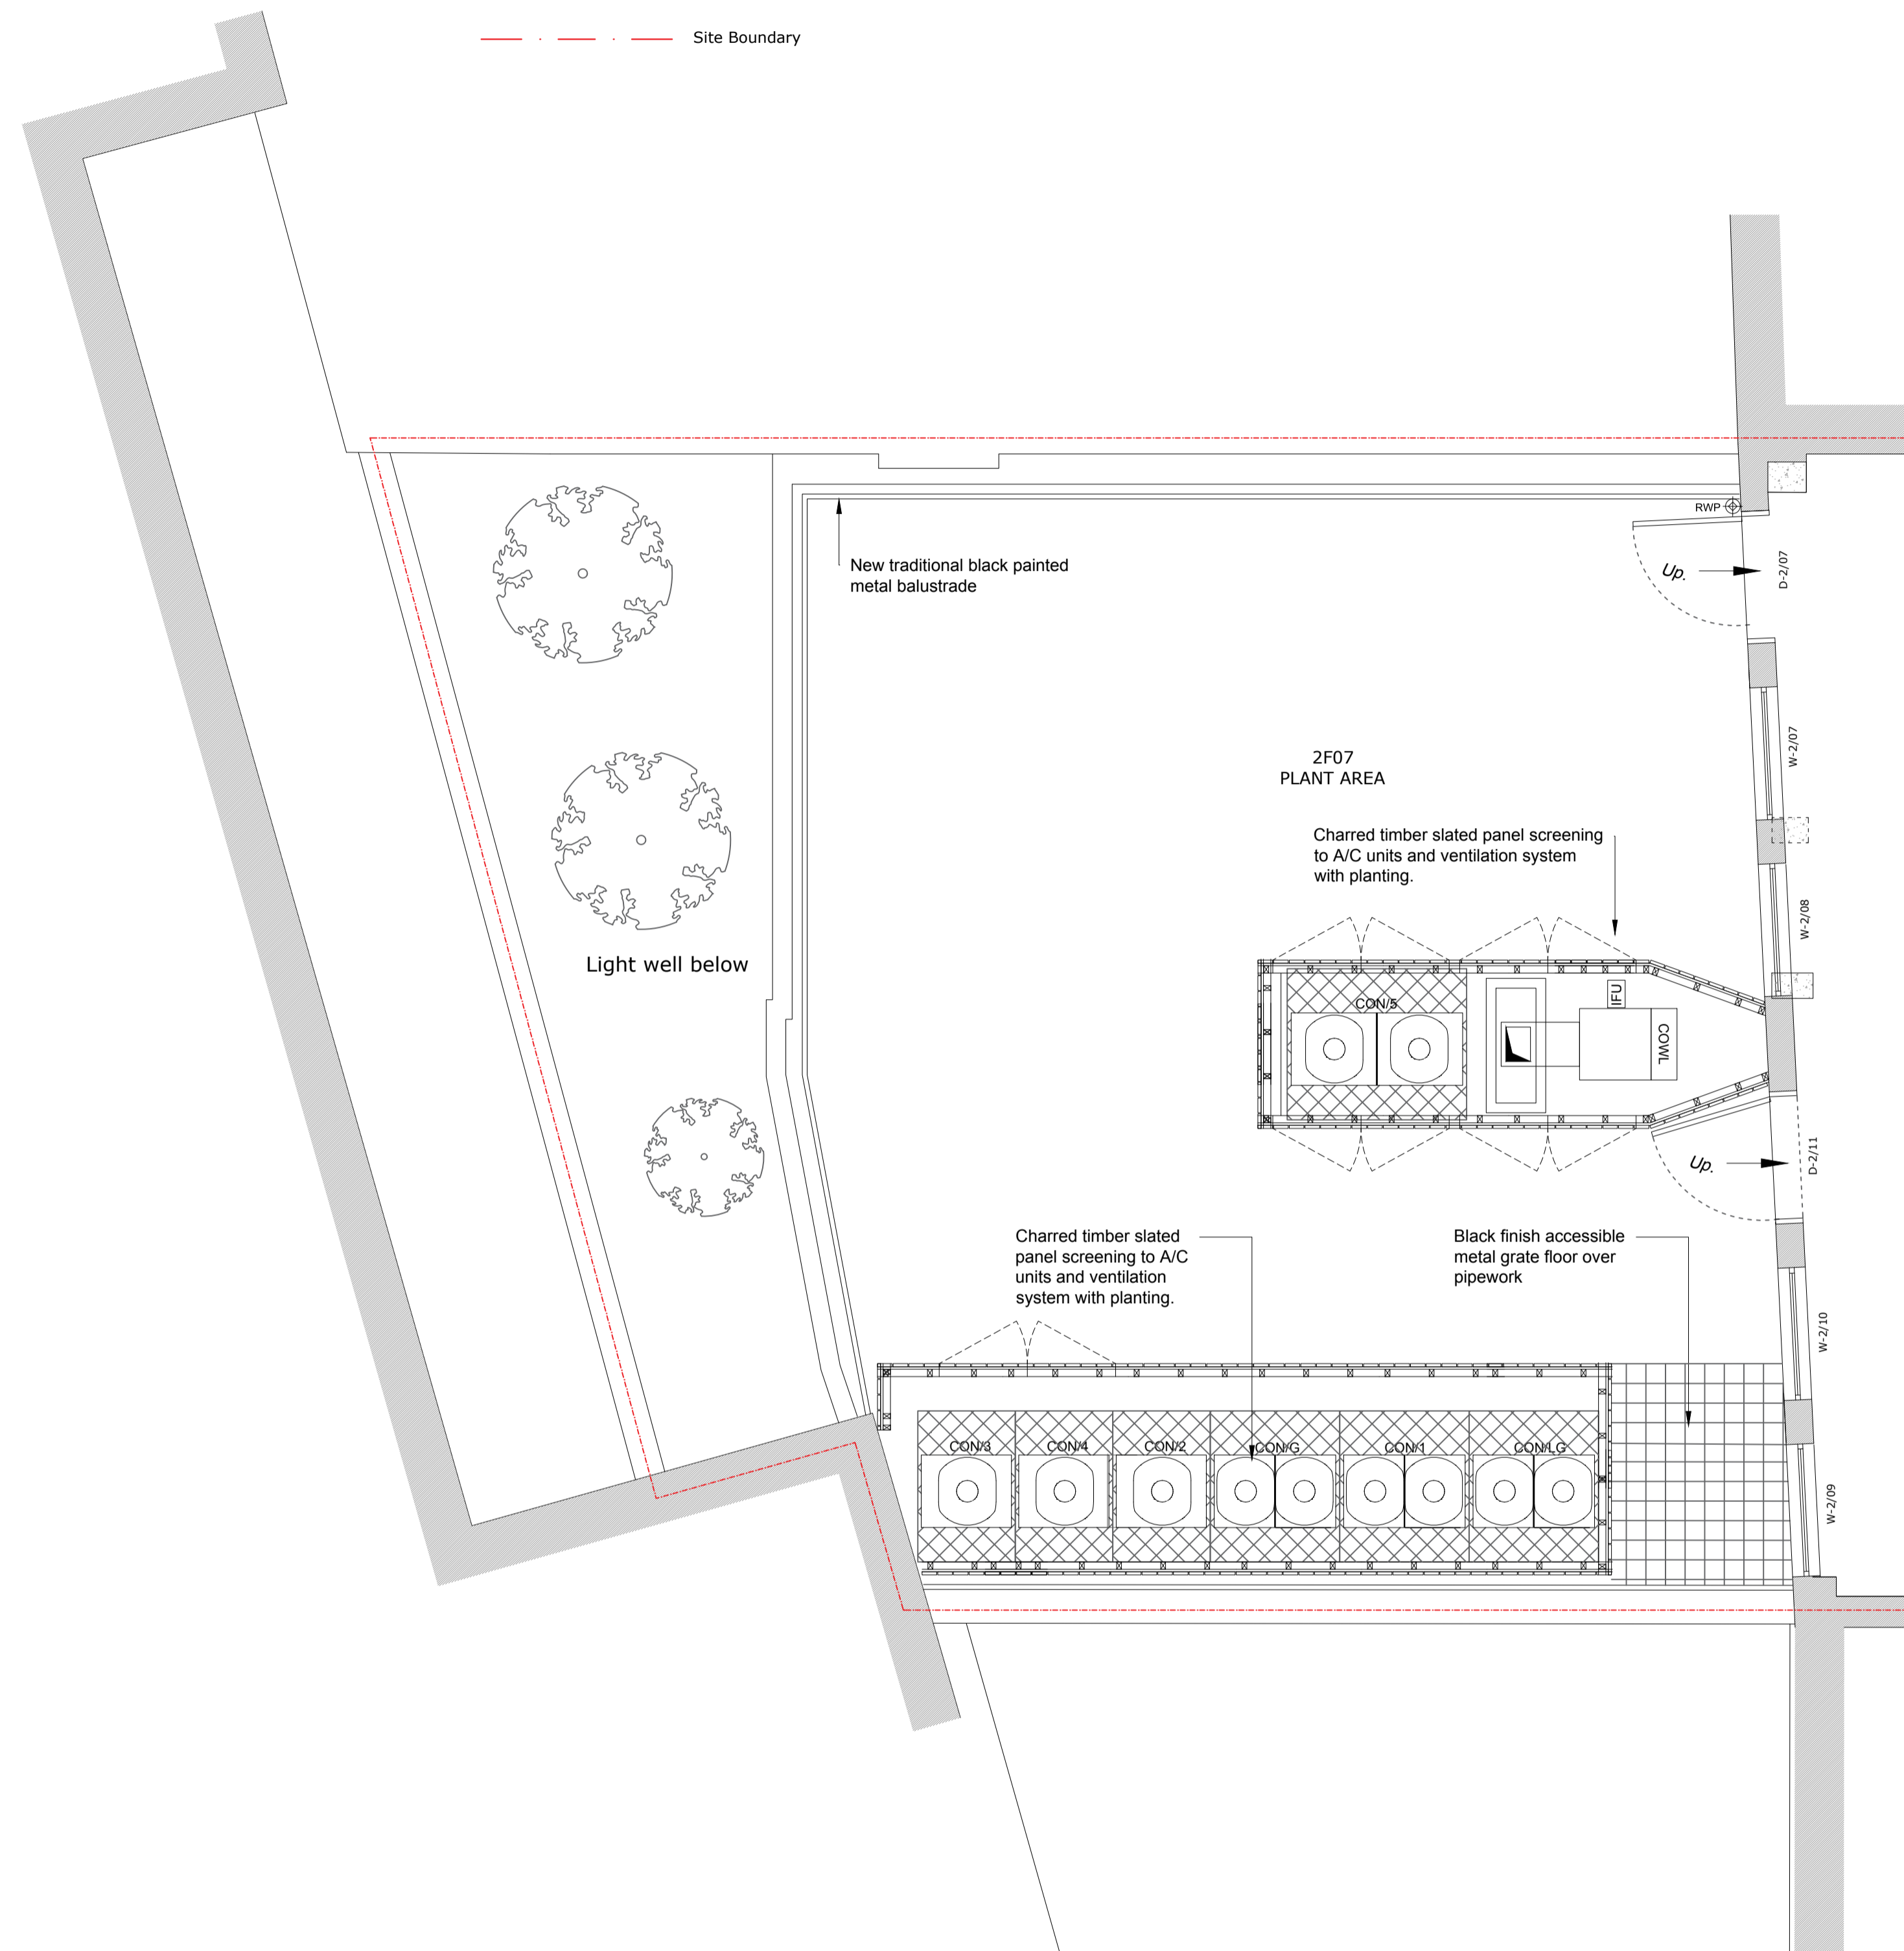 Site Boundary
RWP
New traditional black painted
metal balustrade
Up.
D-2/07
W-2/07
2F07
PLANT AREA
Charred timber slated panel screening
to A/C units and ventilation system
with planting.
W-2/08
Light well below
CON/5
IFU
COWL
Up.
D-2/11
Charred timber slated
panel screening to A/C
units and ventilation
system with planting.
Black finish accessible
metal grate floor over
pipework
W-2/10
CON/3
CON/4
CON/2
CON/G
CON/1
CON/LG
W-2/09